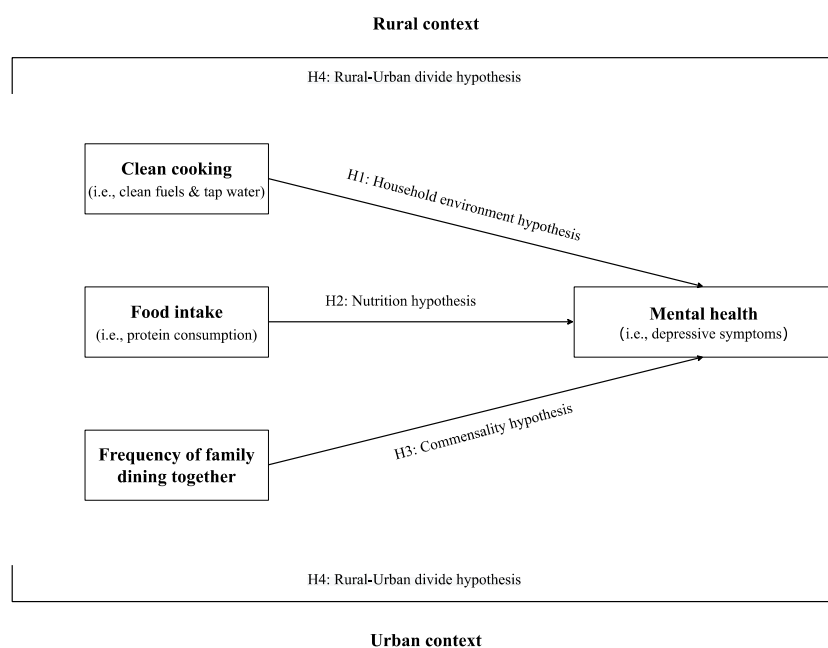 Rural context
H4: Rural-Urban divide hypothesis
Clean cooking
(i.e., clean fuels & tap water)
H1: Household environment hypothesis
Food intake
(i.e., protein consumption)
H2: Nutrition hypothesis
Mental health
(i.e., depressive symptoms)
Frequency of family
dining together
H3: Commensality hypothesis
H4: Rural-Urban divide hypothesis
Urban context